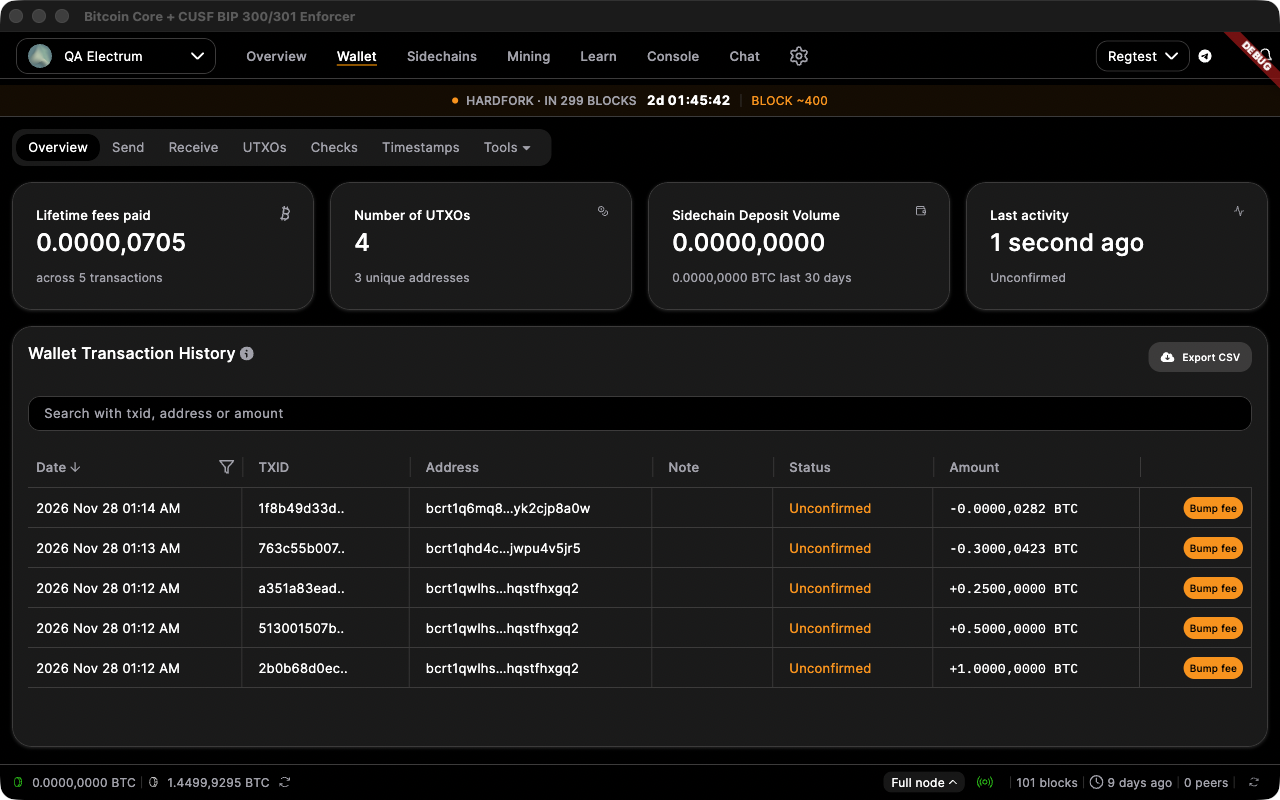 Bitcoin Core + CUSF BIP 300/301 Enforcer
QA Electrum
Overview
Wallet
Sidechains
Mining
Learn
Console
Chat
Regtest
DEBUG
HARDFORK · IN 299 BLOCKS 2d 01:45:42 BLOCK ~400
Overview
Send
Receive
UTXOs
Checks
Timestamps
Tools
Lifetime fees paid
0.0000,0705
across 5 transactions
Number of UTXOs
4
3 unique addresses
Sidechain Deposit Volume
0.0000,0000
0.0000,0000 BTC last 30 days
Last activity
1 second ago
Unconfirmed
Wallet Transaction History
Export CSV
Search with txid, address or amount
Date TXID Address Note Status Amount
2026 Nov 28 01:14 AM 1f8b49d33d.. bcrt1q6mq8...yk2cjp8a0w Unconfirmed -0.0000,0282 BTC Bump fee
2026 Nov 28 01:13 AM 763c55b007.. bcrt1qhd4c...jwpu4v5jr5 Unconfirmed -0.3000,0423 BTC Bump fee
2026 Nov 28 01:12 AM a351a83ead.. bcrt1qwlhs...hqstfhxgq2 Unconfirmed +0.2500,0000 BTC Bump fee
2026 Nov 28 01:12 AM 513001507b.. bcrt1qwlhs...hqstfhxgq2 Unconfirmed +0.5000,0000 BTC Bump fee
2026 Nov 28 01:12 AM 2b0b68d0ec.. bcrt1qwlhs...hqstfhxgq2 Unconfirmed +1.0000,0000 BTC Bump fee
0.0000,0000 BTC
1.4499,9295 BTC
Full node
101 blocks
9 days ago
0 peers